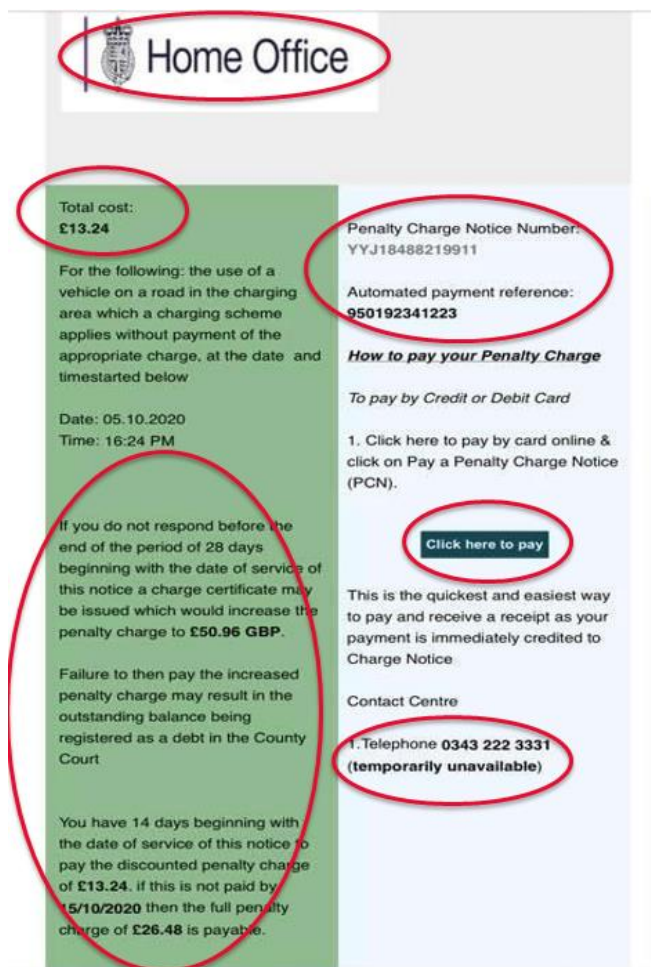 Home Office
Total cost:
£13.24
For the following: the use of a
vehicle on a road in the charging
area which a charging scheme
applies without payment of the
appropriate charge, at the date and
timestarted below
Date: 05.10.2020
Time: 16:24 PM
If you do not respond before the
end of the period of 28 days
beginning with the date of service of
this notice a charge certificate may
be issued which would increase the
penalty charge to £50.96 GBP.
Failure to then pay the increased
penalty charge may result in the
outstanding balance being
registered as a debt in the County
Court
You have 14 days beginning with
the date of service of this notice to
pay the discounted penalty charge
of £13.24. if this is not paid by
15/10/2020 then the full penalty
charge of £26.48 is payable.
Penalty Charge Notice Number:
YYJ18488219911
Automated payment reference:
950192341223
How to pay your Penalty Charge
To pay by Credit or Debit Card
1. Click here to pay by card online &
click on Pay a Penalty Charge Notice
(PCN).
Click here to pay
This is the quickest and easiest way
to pay and receive a receipt as your
payment is immediately credited to
Charge Notice
Contact Centre
1.Telephone 0343 222 3331
(temporarily unavailable)